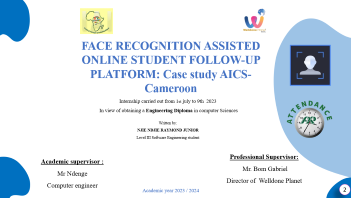 FACE RECOGNITION ASSISTED
ONLINE STUDENT FOLLOW-UP
PLATFORM: Case study AICS-
Cameroon
Internship carried out from 1st july to 9th 2023
In view of obtaining a Engineering Diploma in computer Sciences
Written by:
RAYMOND JUNIOR
Level III Software Engineering student
Academic supervisor :
Mr Ndenge
Computer engineer
Professional Supervisor:
Mr. Bom Gabriel
Director of Welldone Planet
ATTENDANCE
Academic year 2023 / 2024
2